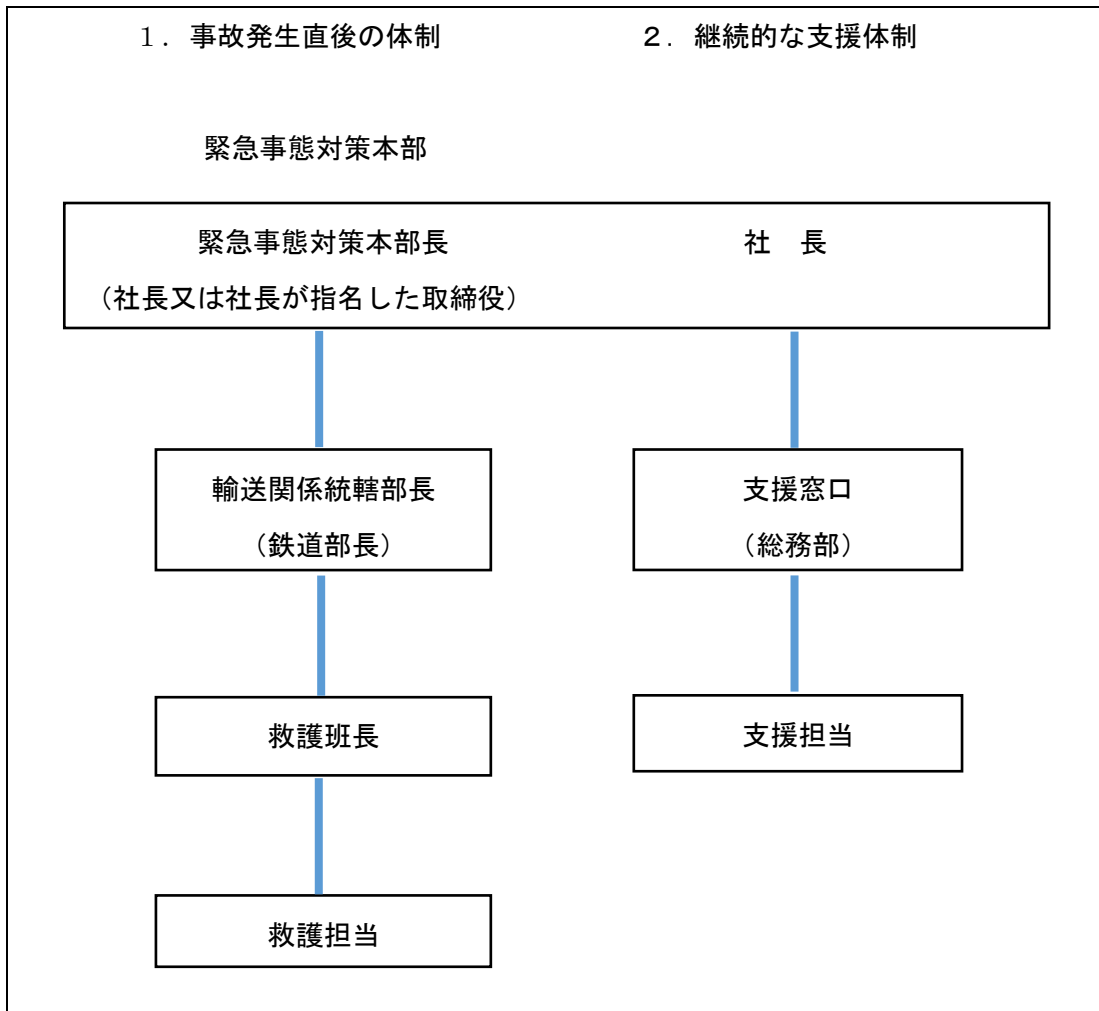 1．事故発生直後の体制
２．継続的な支援体制
緊急事態対策本部
緊急事態対策本部長
（社長又は社長が指名した取締役）
社　長
輸送関係統轄部長
（鉄道部長）
支援窓口
（総務部）
救護班長
支援担当
救護担当